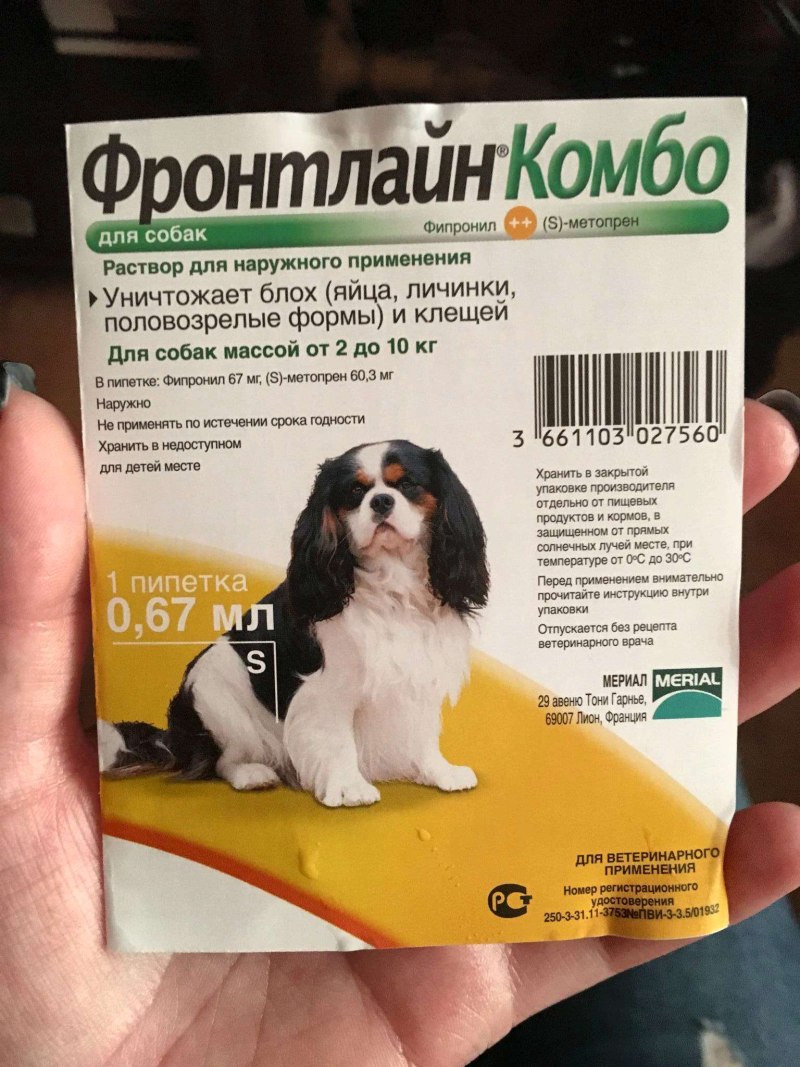 Фронтлайн® Комбо
для собак
Фипронил ++ (S)-метопрен
Раствор для наружного применения
Уничтожает блох (яйца, личинки,
половозрелые формы) и клещей
Для собак массой от 2 до 10 кг
В пипетке: Фипронил 67 мг, (S)-метопрен 60,3 мг
Наружно
Не применять по истечении срока годности
Хранить в недоступном
для детей месте
3 661103 027560
Хранить в закрытой
упаковке производителя
отдельно от пищевых
продуктов и кормов, в
защищенном от прямых
солнечных лучей месте, при
температуре от 0ºС до 30ºС
Перед применением внимательно
прочитайте инструкцию внутри
упаковки
Отпускается без рецепта
ветеринарного врача
1 пипетка
0,67 мл
S
МЕРИАЛ
29 авеню Тони Гарнье,
69007 Лион, Франция
MERIAL
ДЛЯ ВЕТЕРИНАРНОГО
ПРИМЕНЕНИЯ
РСТ
Номер регистрационного
удостоверения
250-3-31.11-3753№ПВИ-3-3.5/01932